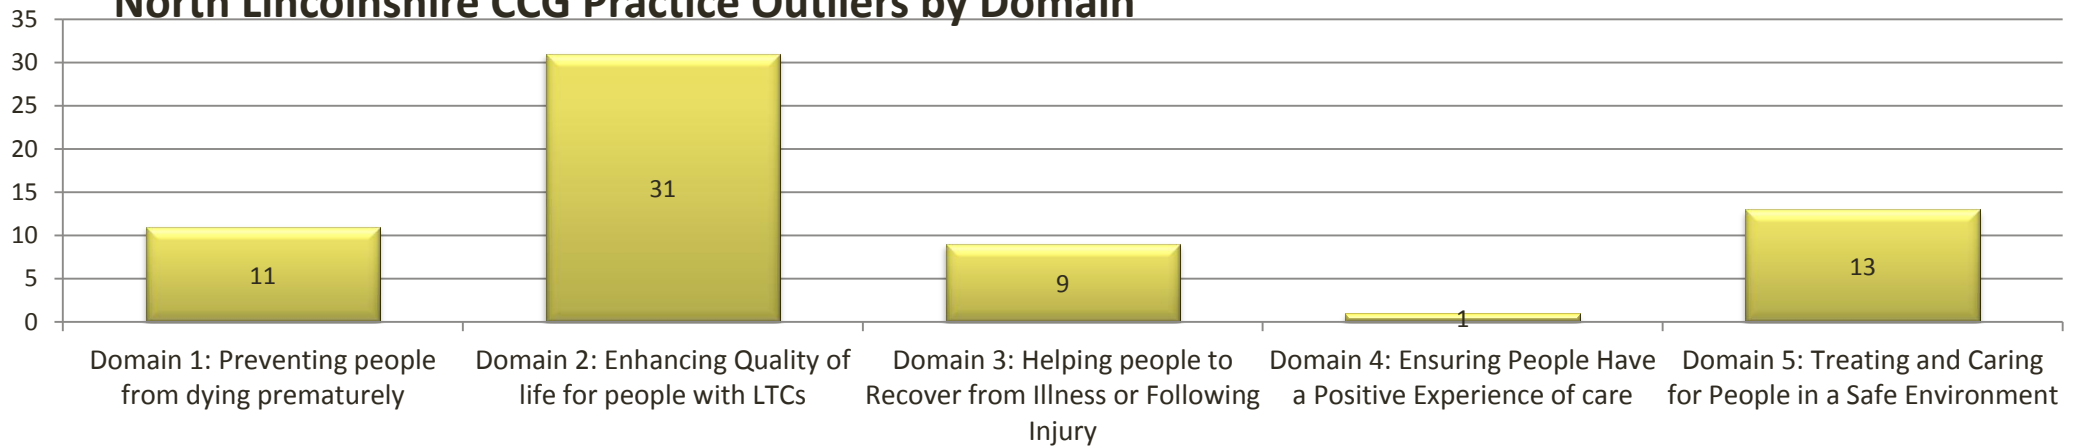 North Lincolnshire CCG Practice Outliers by Domain
35
30
25
20
15
10
5
0
11
31
9
1
13
Domain 1: Preventing people
from dying prematurely
Domain 2: Enhancing Quality of
life for people with LTCs
Domain 3: Helping people to
Recover from Illness or Following
Injury
Domain 4: Ensuring People Have
a Positive Experience of care
Domain 5: Treating and Caring
for People in a Safe Environment